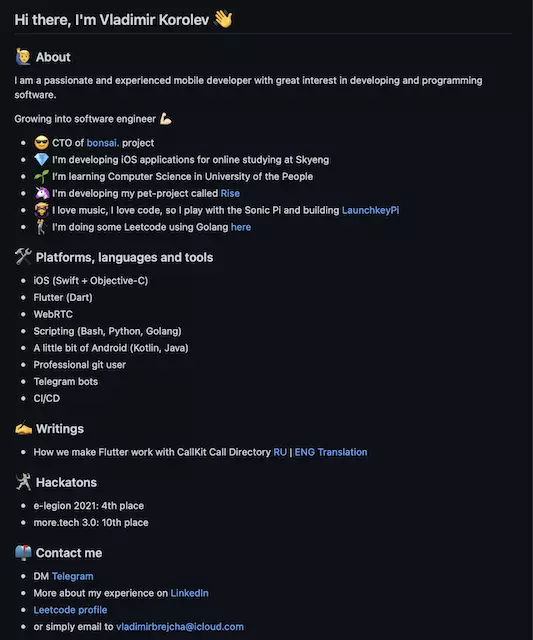 Hi there, I'm Vladimir Korolev 👋
🙋‍♂️ About
I am a passionate and experienced mobile developer with great interest in developing and programming
software.
Growing into software engineer 💪🏻
😎 CTO of bonsai. project
💎 I'm developing iOS applications for online studying at Skyeng
🌱 I'm learning Computer Science in University of the People
🦄 I'm developing my pet-project called Rise
I love music, I love code, so I play with the Sonic Pi and building LaunchkeyPi
I'm doing some Leetcode using Golang here
🛠 Platforms, languages and tools
iOS (Swift + Objective-C)
Flutter (Dart)
WebRTC
Scripting (Bash, Python, Golang)
A little bit of Android (Kotlin, Java)
Professional git user
Telegram bots
CI/CD
✍️ Writings
How we make Flutter work with CallKit Call Directory RU | ENG Translation
🤺 Hackatons
e-legion 2021: 4th place
more.tech 3.0: 10th place
📫 Contact me
DM Telegram
More about my experience on LinkedIn
Leetcode profile
or simply email to vladimirbrejcha@icloud.com